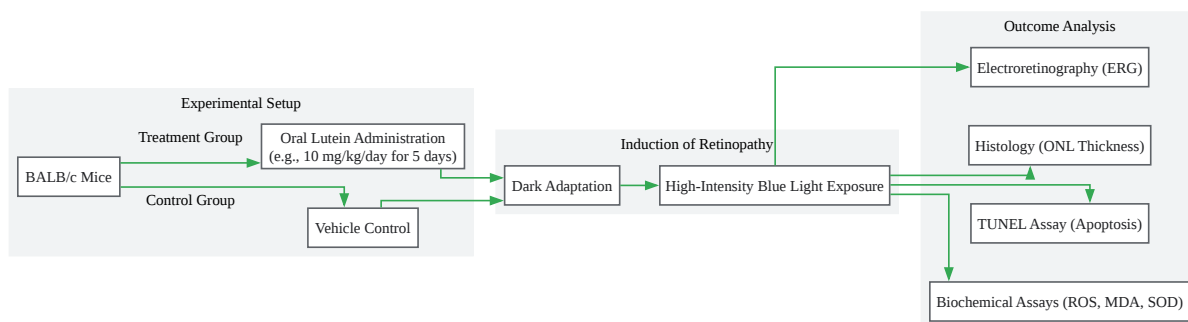 Experimental Setup
Treatment Group
Oral Lutein Administration
(e.g., 10 mg/kg/day for 5 days)
BALB/c Mice
Control Group
Vehicle Control
Induction of Retinopathy
Dark Adaptation
High-Intensity Blue Light Exposure
Outcome Analysis
Electroretinography (ERG)
Histology (ONL Thickness)
TUNEL Assay (Apoptosis)
Biochemical Assays (ROS, MDA, SOD)